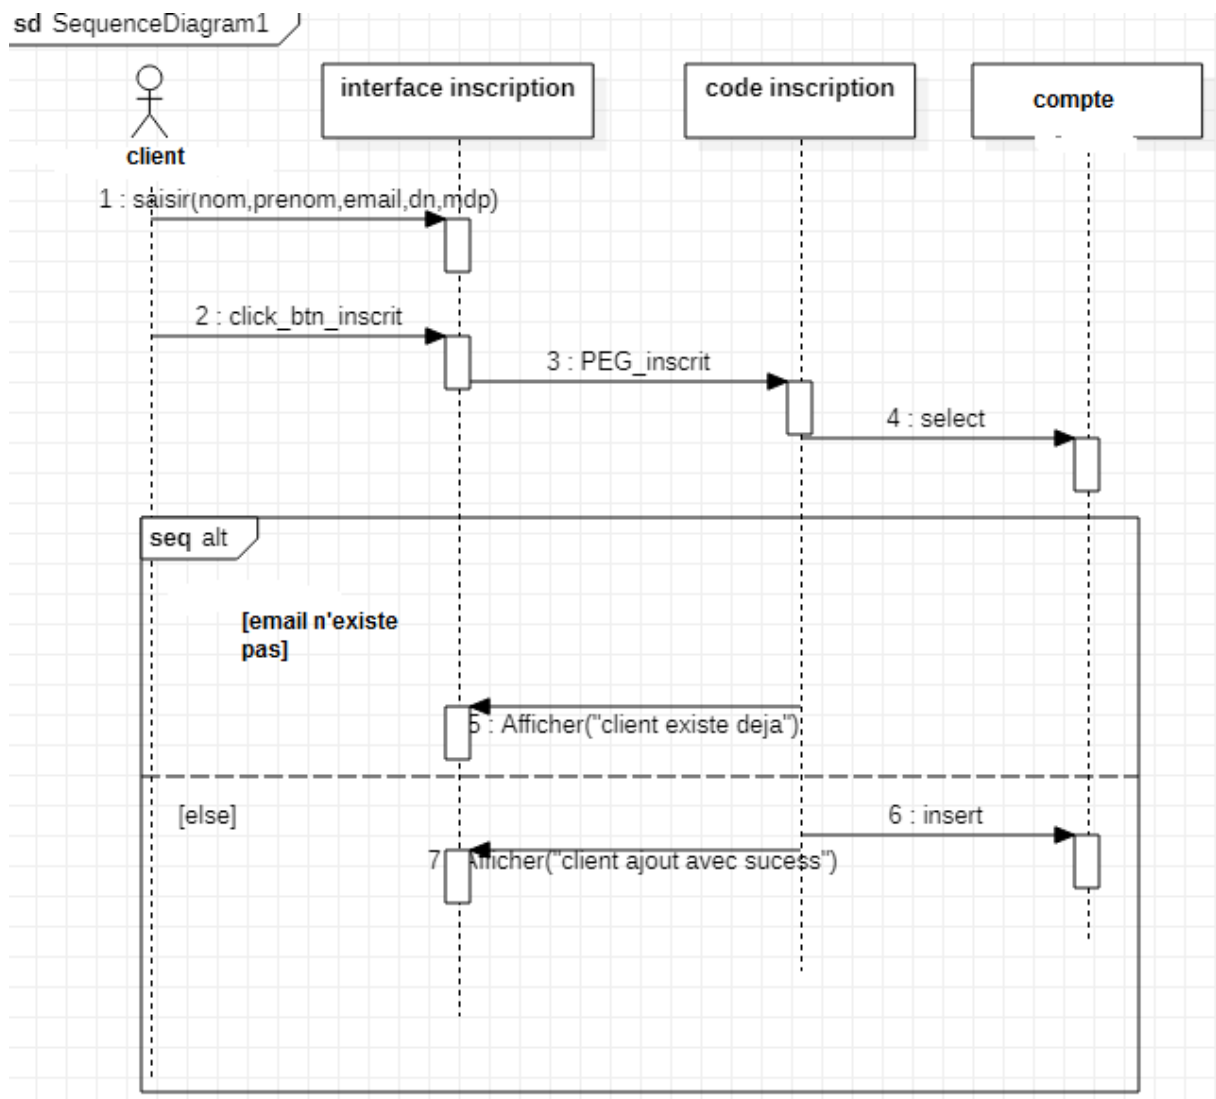 sd SequenceDiagram1
interface inscription
code inscription
compte
client
1 : saisir(nom,prenom,email,dn,mdp)
2 : click_btn_inscrit
3 : PEG_inscrit
4 : select
seq alt
[email n'existe
pas]
5 : Afficher("client existe deja")
[else]
6 : insert
7 Afficher("client ajout avec sucess")